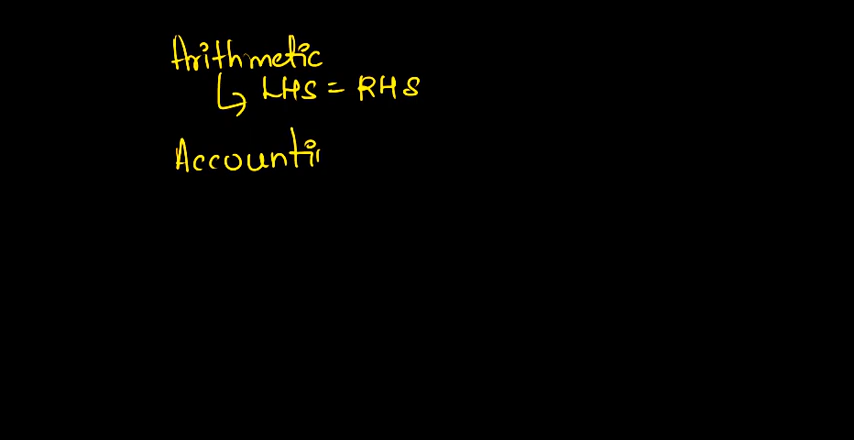 Arithmetic
↳ LHS = RHS
Accounti